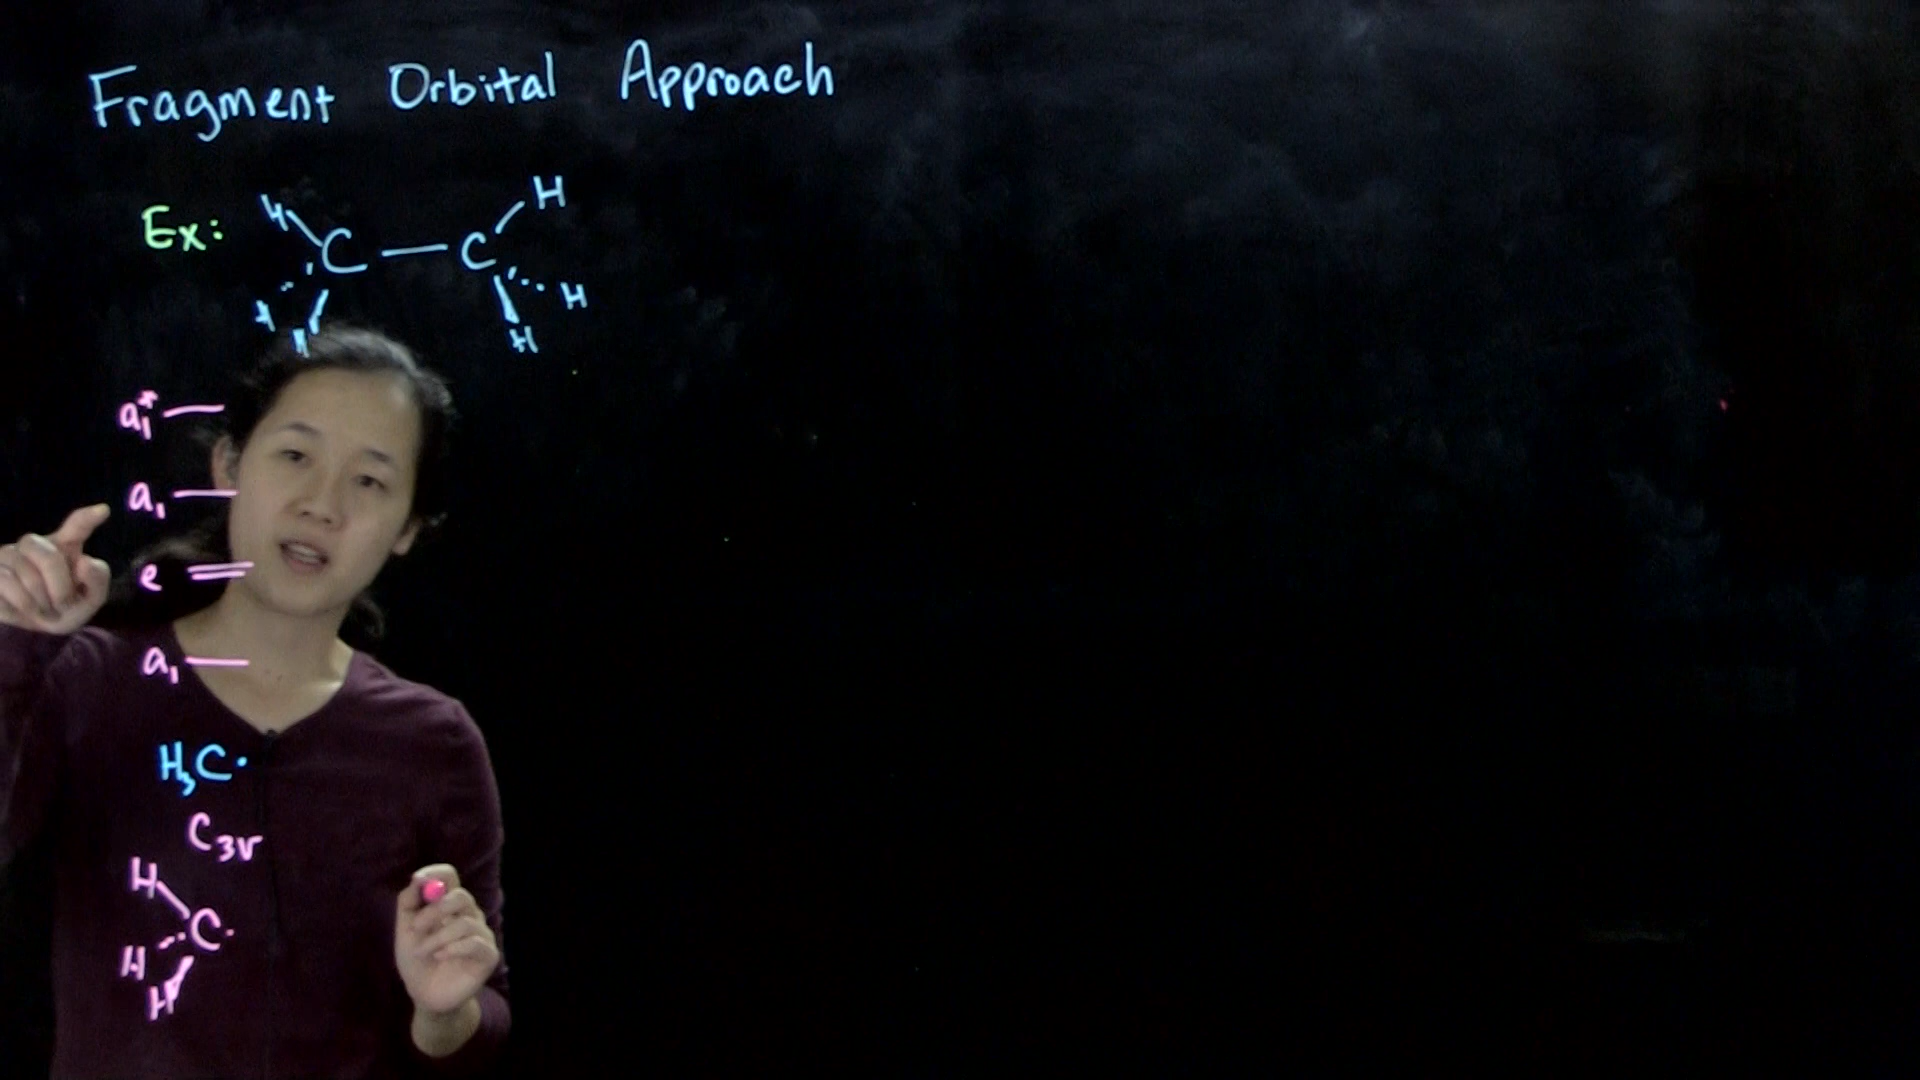 Fragment Orbital Approach
Ex:
H H
C — C
H H
H H
a₁*
a₁
e
a₁
H₃C·
C₃ᵥ
H
C·
H
H